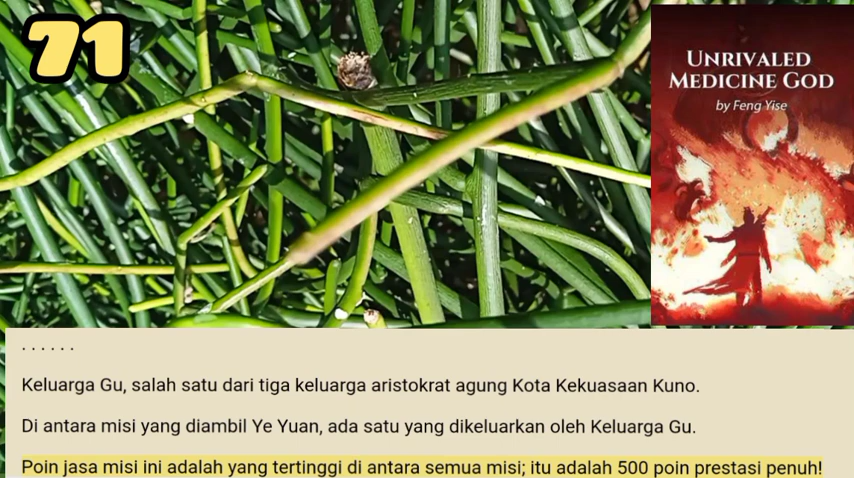 71
UNRIVALED
MEDICINE GOD
by Feng Yise
......
Keluarga Gu, salah satu dari tiga keluarga aristokrat agung Kota Kekuasaan Kuno.
Di antara misi yang diambil Ye Yuan, ada satu yang dikeluarkan oleh Keluarga Gu.
Poin jasa misi ini adalah yang tertinggi di antara semua misi; itu adalah 500 poin prestasi penuh!